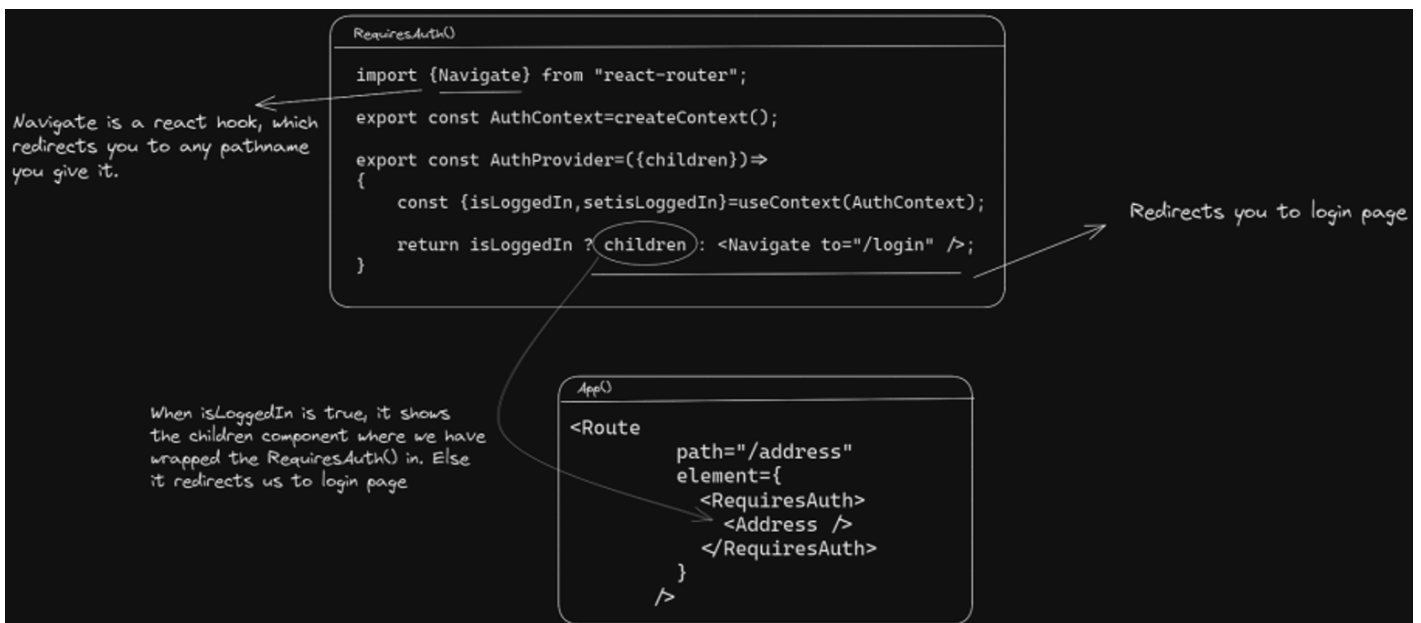 RequiresAuth()
import {Navigate} from "react-router";
Navigate is a react hook, which
redirects you to any pathname
you give it.
export const AuthContext=createContext();
export const AuthProvider=({children})=>
{
const {isLoggedIn,setisLoggedIn}=useContext(AuthContext);
return isLoggedIn ? children : <Navigate to="/login" />;
}
Redirects you to login page
When isLoggedIn is true, it shows
the children component where we have
wrapped the RequiresAuth() in. Else
it redirects us to login page
App()
<Route
path="/address"
element={
<RequiresAuth>
<Address />
</RequiresAuth>
}
/>